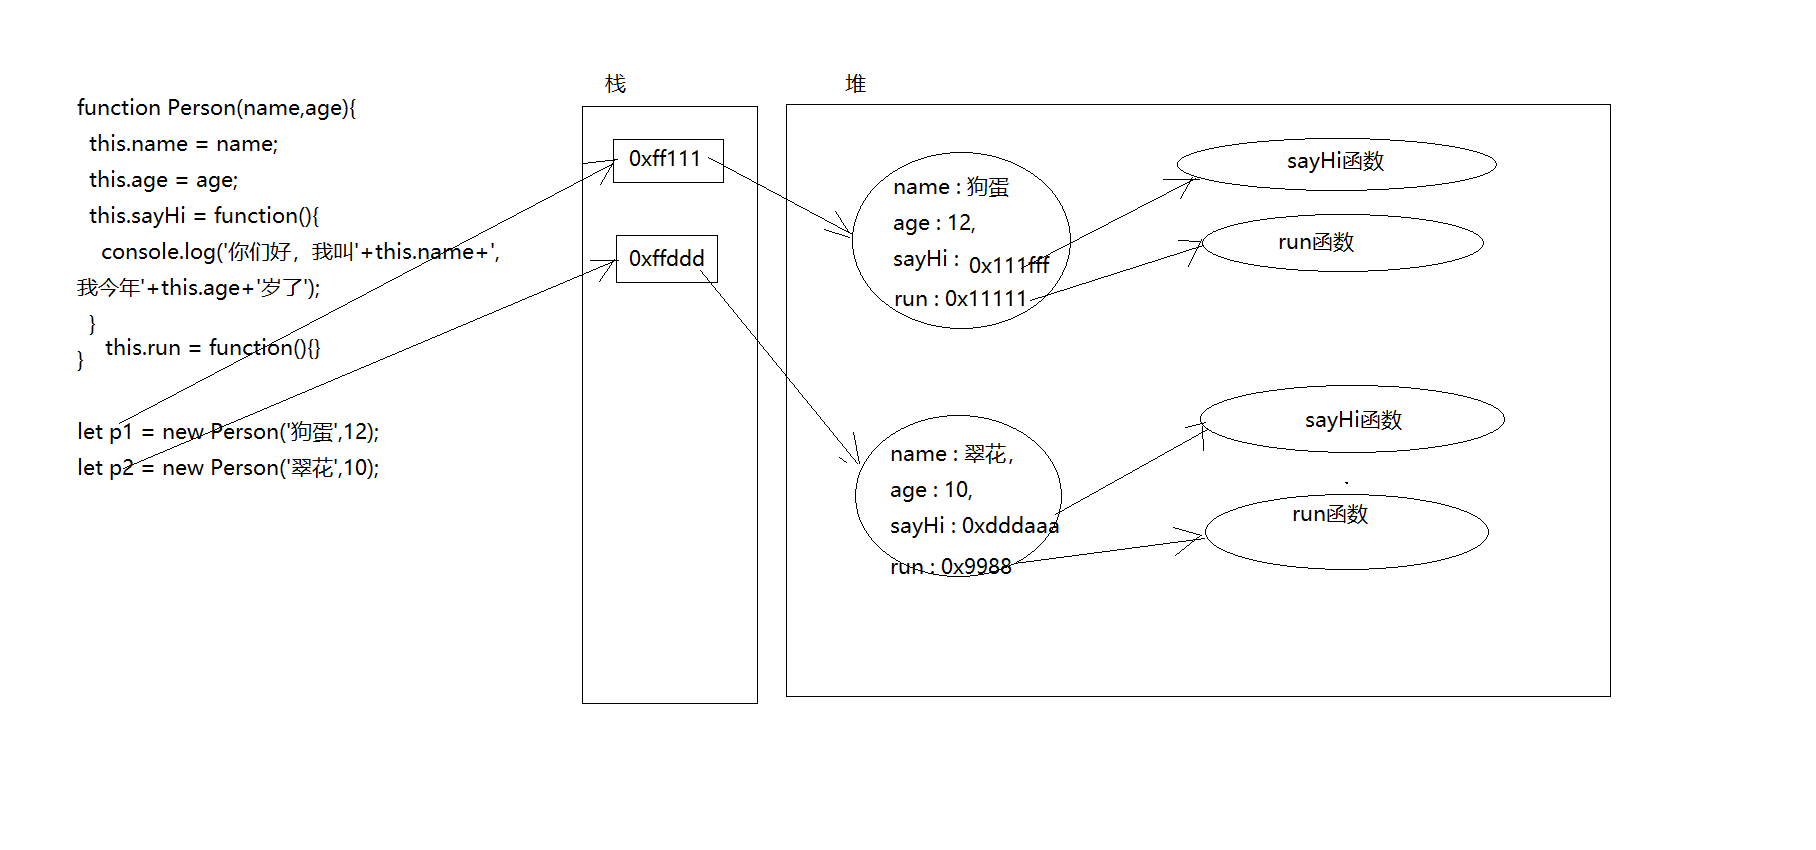 function Person(name,age){
this.name = name;
this.age = age;
this.sayHi = function(){
console.log('你们好，我叫'+this.name+',
我今年'+this.age+'岁了');
}
this.run = function(){}
}
let p1 = new Person('狗蛋',12);
let p2 = new Person('翠花',10);
栈
0xff111
0xffddd
堆
name : 狗蛋
age : 12,
sayHi : 0x111fff
run : 0x11111
sayHi函数
run函数
name : 翠花,
age : 10,
sayHi : 0xdddaaa
run : 0x9988
sayHi函数
run函数